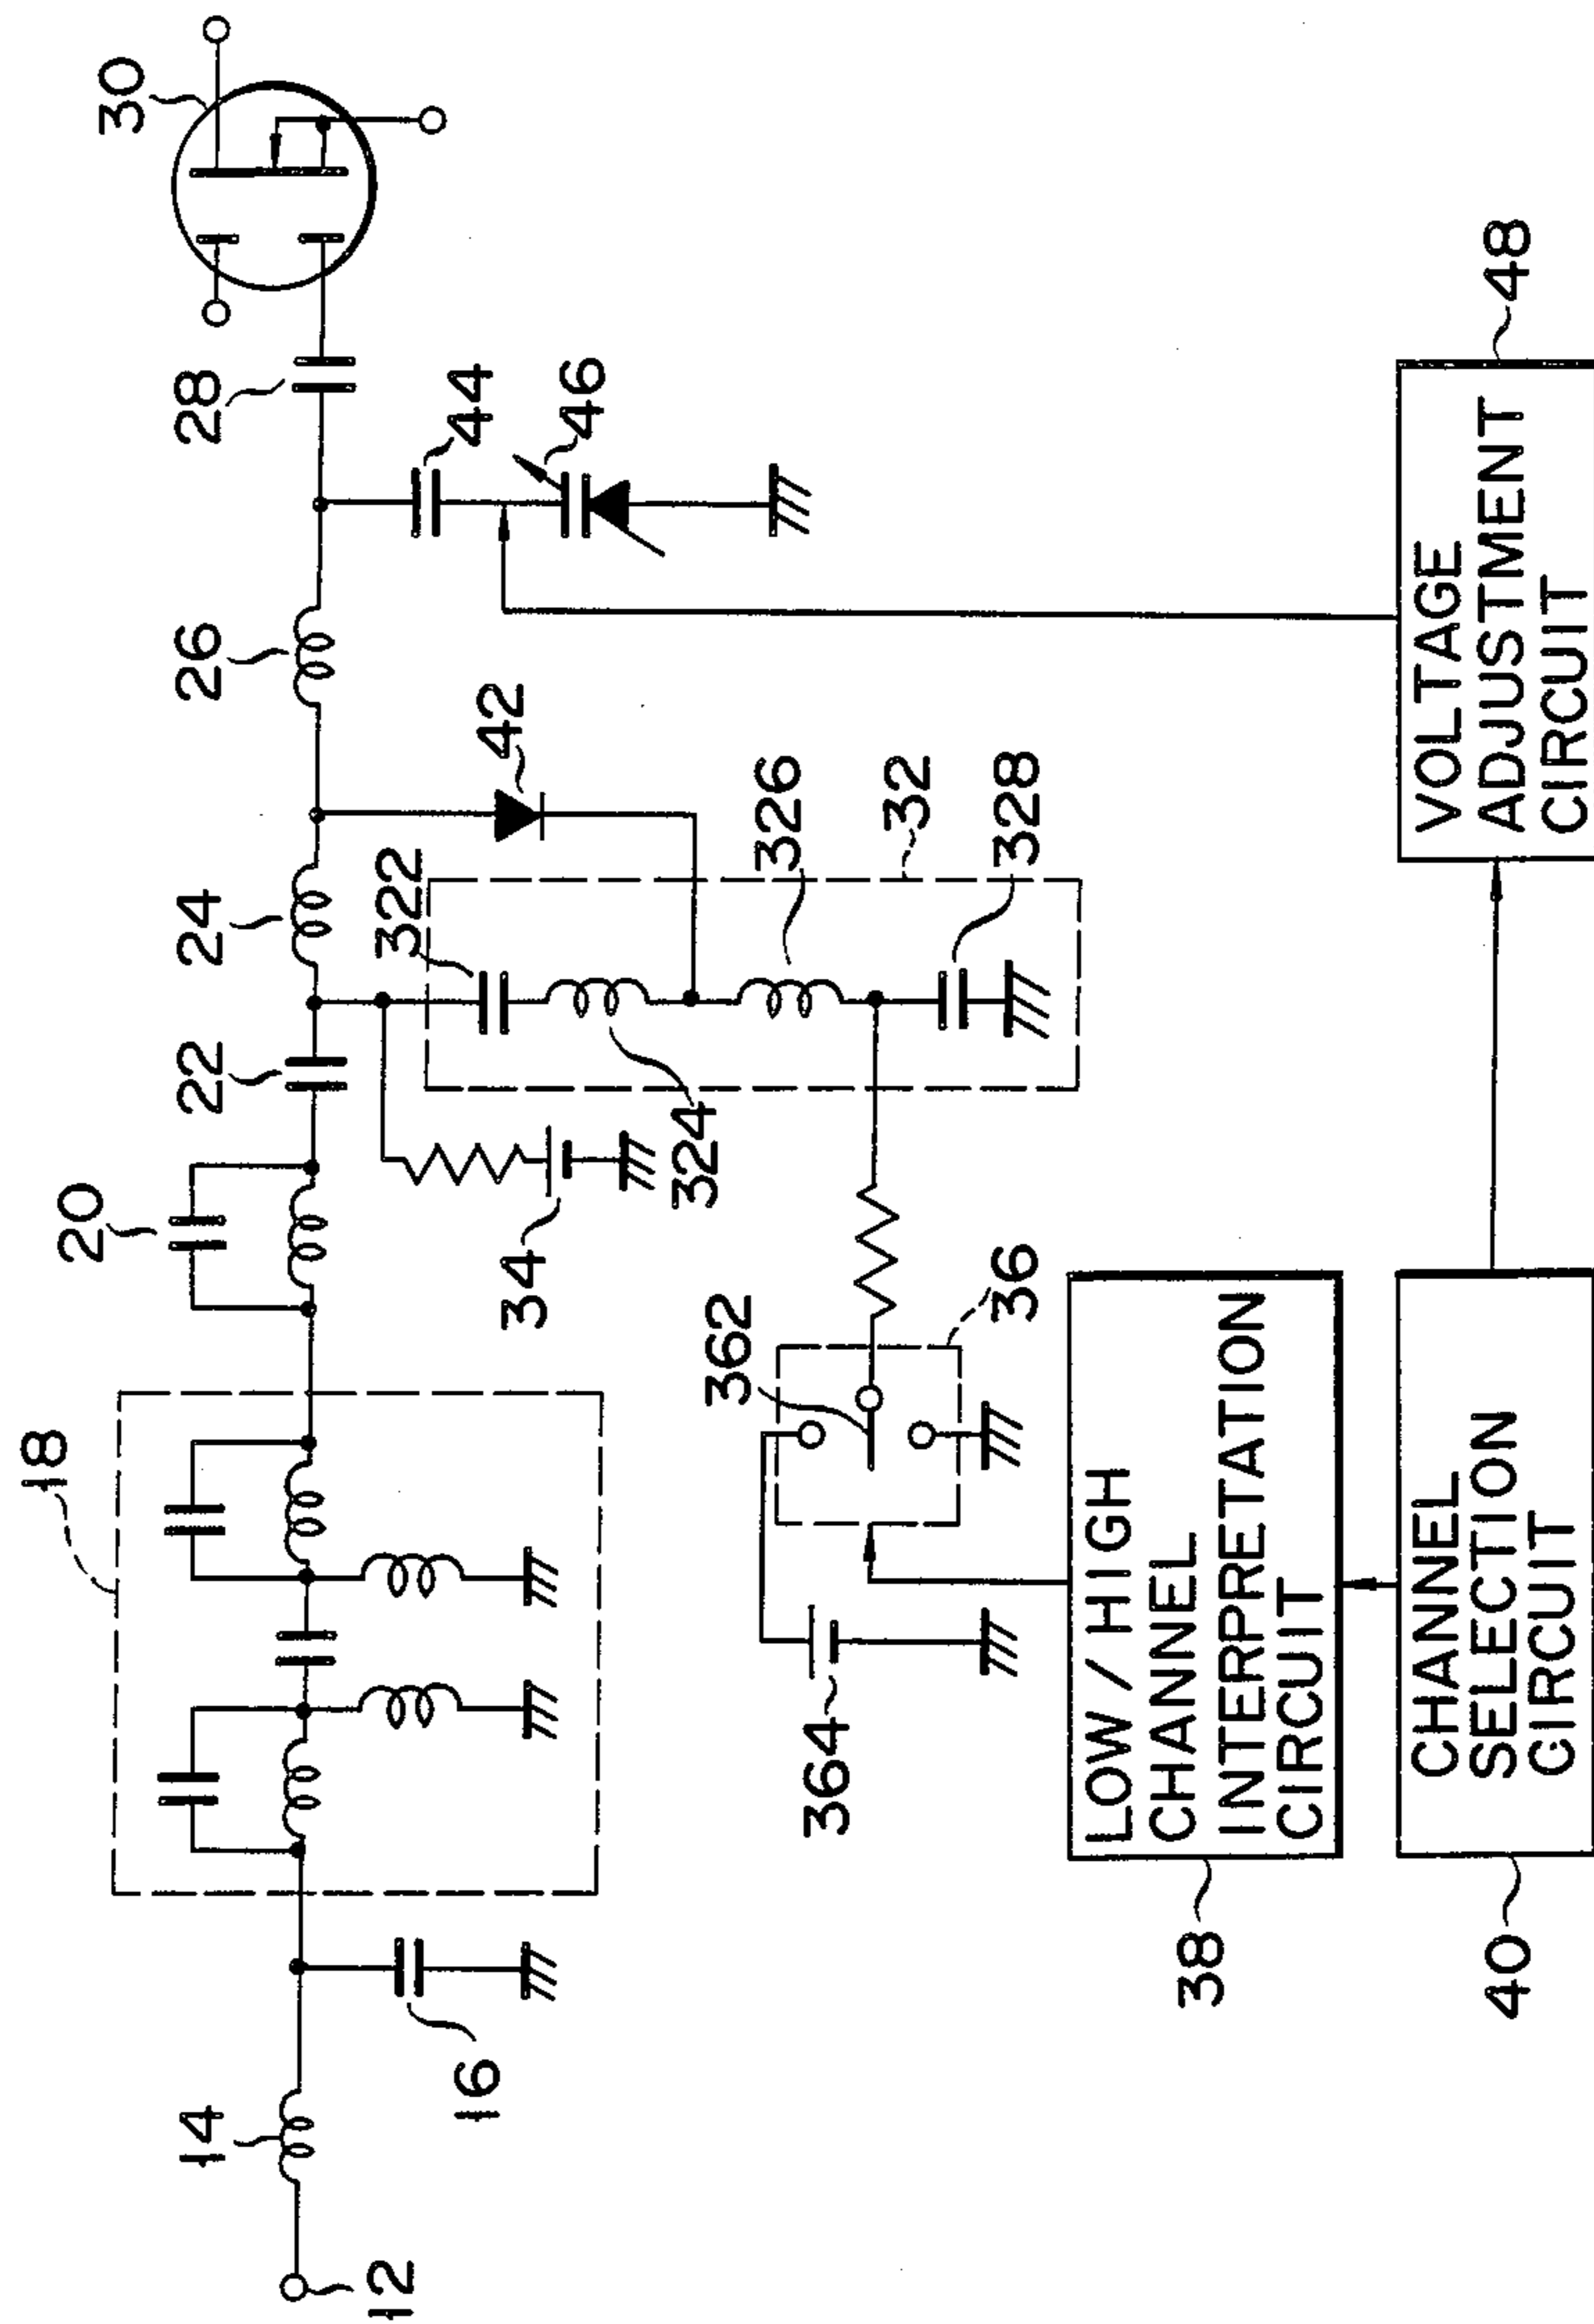 12
14
16
18
20
22
24
26
28
30
322
324
326
328
32
34
42
44
46
362
364
36
LOW/HIGH
CHANNEL
INTERPRETATION
CIRCUIT
38
CHANNEL
SELECTION
CIRCUIT
40
VOLTAGE
ADJUSTMENT
CIRCUIT
48